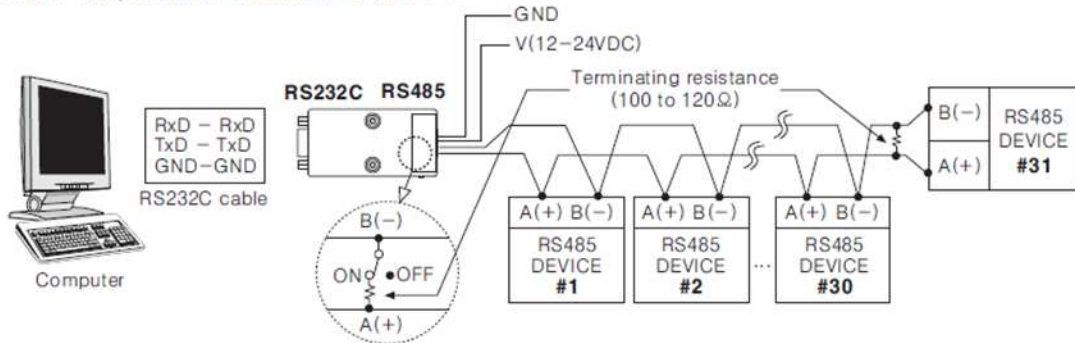 GND
V(12-24VDC)
Terminating resistance
(100 to 120Ω)
RS232C RS485
RxD - RxD
TxD - TxD
GND-GND
RS232C cable
Computer
B(-)
ON OFF
A(+)
A(+) B(-)
RS485
DEVICE
#1
A(+) B(-)
RS485
DEVICE
#2
...
A(+) B(-)
RS485
DEVICE
#30
B(-)
A(+)
RS485
DEVICE
#31